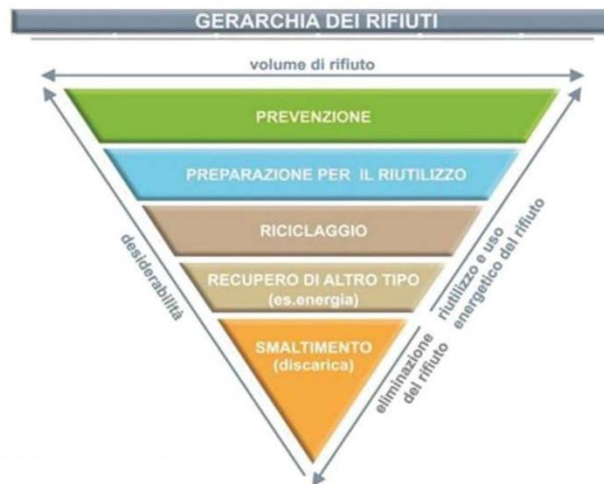 GERARCHIA DEI RIFIUTI
volume di rifiuto
PREVENZIONE
PREPARAZIONE PER IL RIUTILIZZO
RICICLAGGIO
RECUPERO DI ALTRO TIPO
(es.energia)
SMALTIMENTO
(discarica)
desiderabilità
riutilizzo e uso
energetico del rifiuto
eliminazione
del rifiuto